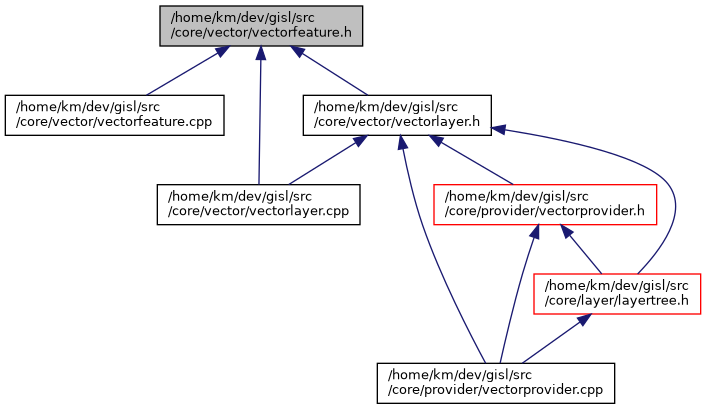 /home/km/dev/gisl/src
/core/vector/vectorfeature.h
/home/km/dev/gisl/src
/core/vector/vectorfeature.cpp
/home/km/dev/gisl/src
/core/vector/vectorlayer.h
/home/km/dev/gisl/src
/core/vector/vectorlayer.cpp
/home/km/dev/gisl/src
/core/provider/vectorprovider.h
/home/km/dev/gisl/src
/core/layer/layertree.h
/home/km/dev/gisl/src
/core/provider/vectorprovider.cpp